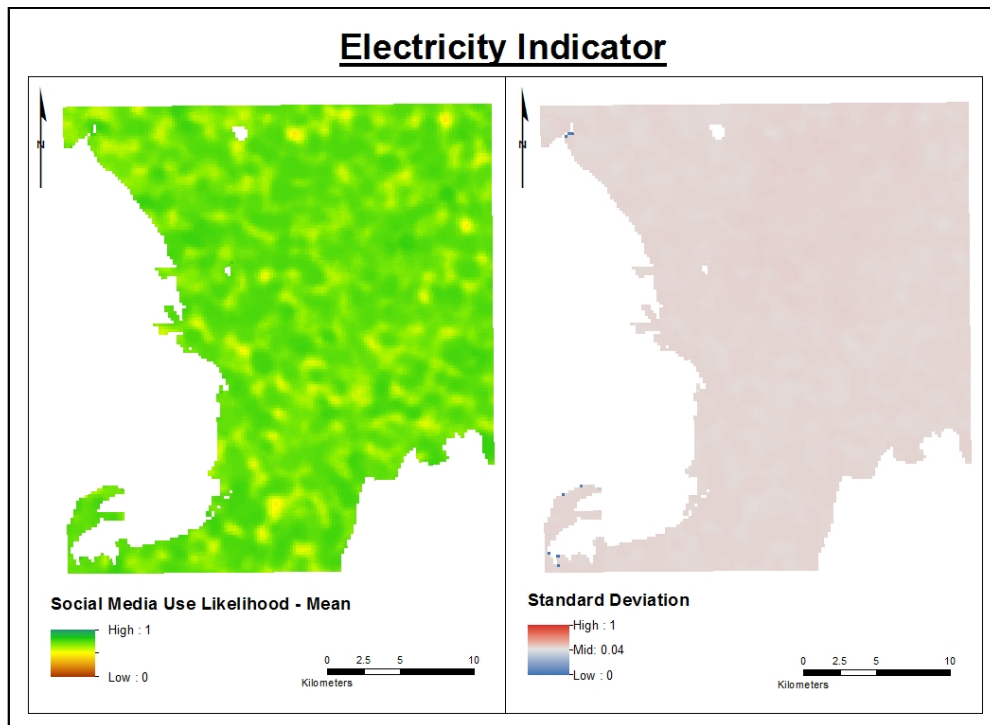 Electricity Indicator
N
N
Social Media Use Likelihood - Mean
High : 1
Low : 0
0 2.5 5 10
Kilometers
Standard Deviation
High : 1
Mid: 0.04
Low : 0
0 2.5 5 10
Kilometers